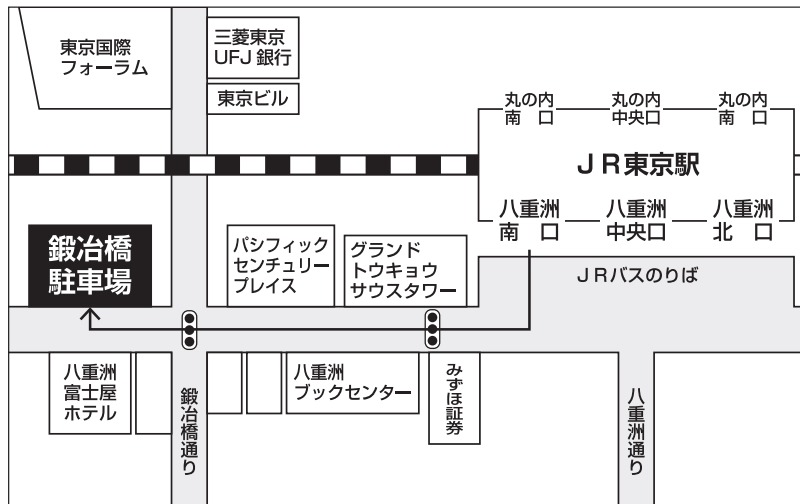 東京国際
フォーラム
三菱東京
UFJ 銀行
東京ビル
丸の内
南 口
丸の内
中央口
丸の内
南 口
JR東京駅
八重洲
南 口
八重洲
中央口
八重洲
北 口
鍛冶橋
駐車場
パシフィック
センチュリー
プレイス
グランド
トウキョウ
サウスタワー
JRバスのりば
八重洲
富士屋
ホテル
鍛冶橋通り
八重洲
ブックセンター
みずほ証券
八重洲通り